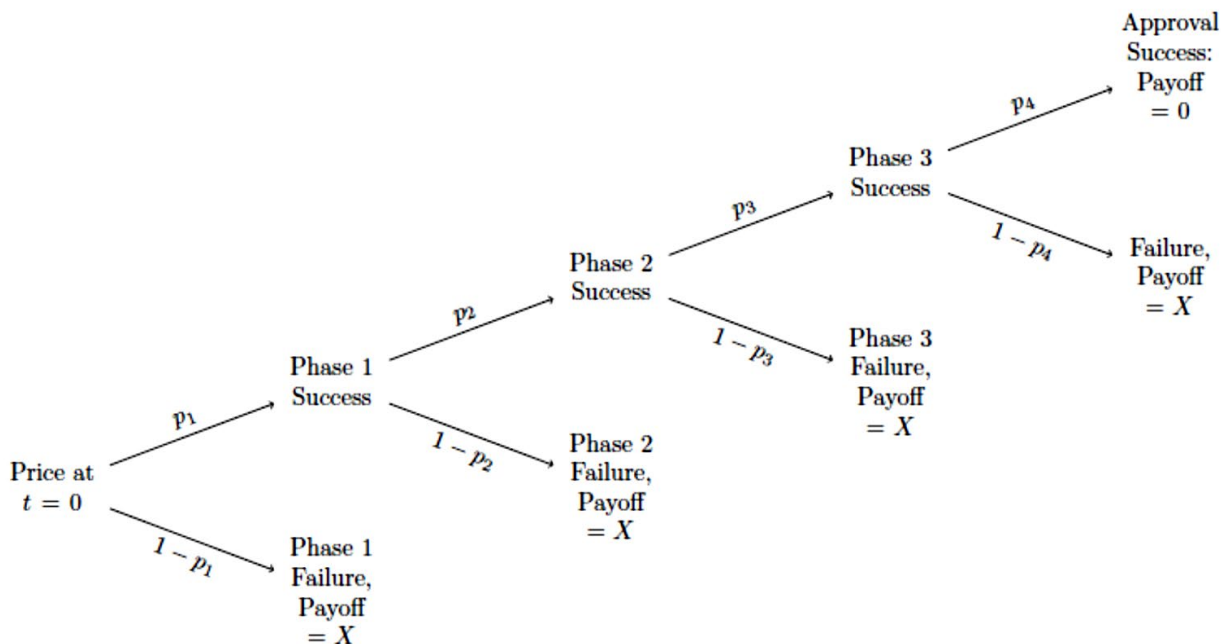 Approval
Success:
Payoff
= 0
p₄
Phase 3
Success
1 − p₄
Failure,
Payoff
= X
p₃
Phase 2
Success
1 − p₃
Phase 3
Failure,
Payoff
= X
p₂
Phase 1
Success
1 − p₂
Phase 2
Failure,
Payoff
= X
p₁
Price at
t = 0
1 − p₁
Phase 1
Failure,
Payoff
= X